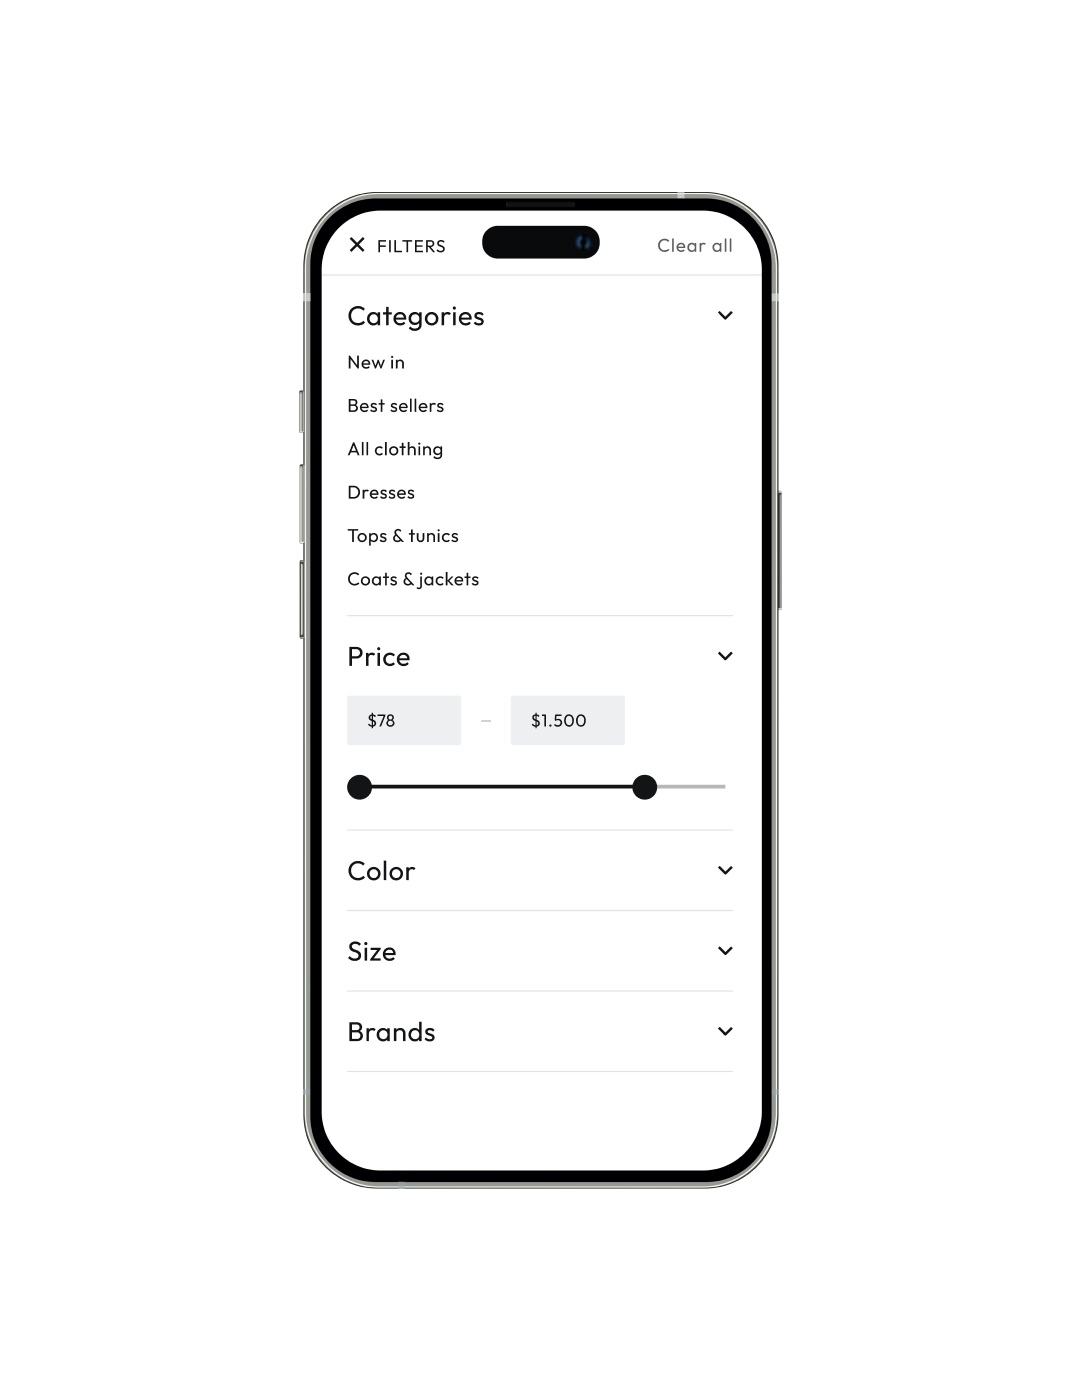 FILTERS Clear all
Categories
New in
Best sellers
All clothing
Dresses
Tops & tunics
Coats & jackets
Price
$78 – $1.500
Color
Size
Brands